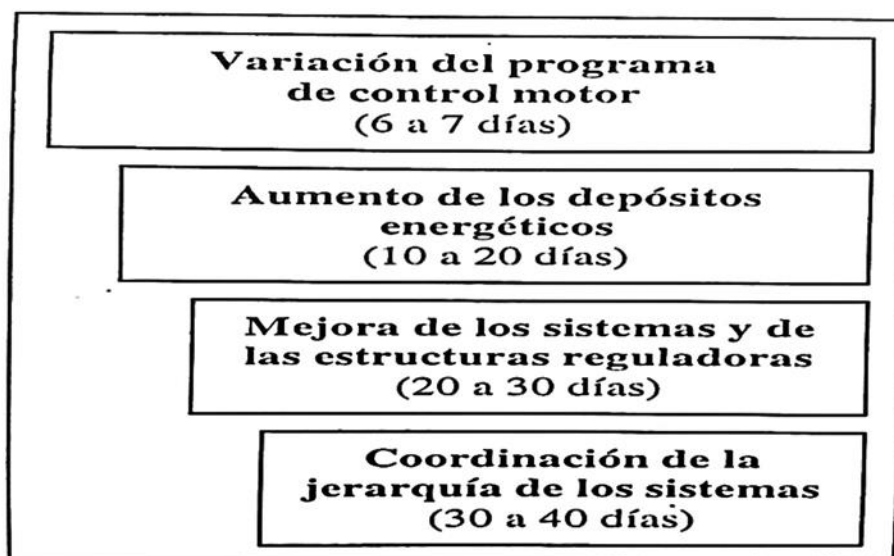 Variación del programa
de control motor
(6 a 7 días)
Aumento de los depósitos
energéticos
(10 a 20 días)
Mejora de los sistemas y de
las estructuras reguladoras
(20 a 30 días)
Coordinación de la
jerarquía de los sistemas
(30 a 40 días)